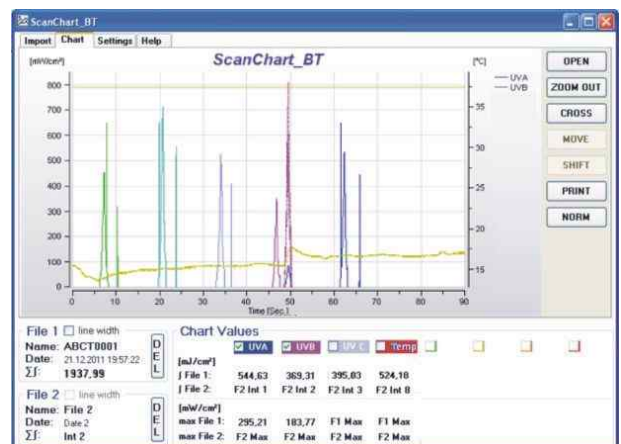 ScanChart_BT
Import Chart Settings Help
[mW/cm²] ScanChart_BT [°C]
UVA
UVB
800
700
600
500
400
300
200
100
0
35
30
25
20
15
0 10 20 30 40 50 60 70 80 90
Time [Sec.]
OPEN
ZOOM OUT
CROSS
MOVE
SHIFT
PRINT
NORM
File 1 line width
Name: ABCT0001
Date: 21.12.2011 19:57:22
Σ∫: 1937,99
DEL
File 2 line width
Name: File 2
Date: Date 2
Σ∫: Int 2
DEL
Chart Values
UVA UVB UV C Temp
[mJ/cm²]
∫ File 1: 544,63 369,31 395,03 524,18
∫ File 2: F2 Int 1 F2 Int 2 F2 Int 3 F2 Int 8
[mW/cm²]
max File 1: 295,21 183,77 F1 Max F1 Max
max File 2: F2 Max F2 Max F2 Max F2 Max